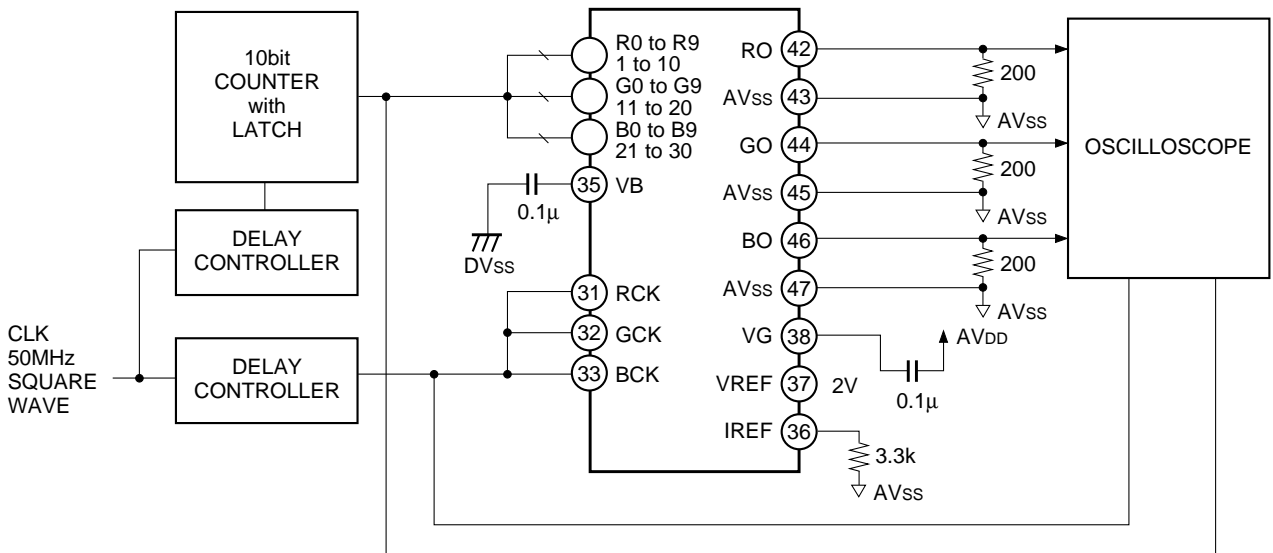 10bit
COUNTER
with
LATCH
DELAY
CONTROLLER
CLK
50MHz
SQUARE
WAVE
DELAY
CONTROLLER
R0 to R9
1 to 10
G0 to G9
11 to 20
B0 to B9
21 to 30
35 VB
0.1μ
DVSS
31 RCK
32 GCK
33 BCK
RO 42
AVSS 43
GO 44
AVSS 45
BO 46
AVSS 47
VG 38
VREF 37 2V
IREF 36
200
AVSS
200
AVSS
200
AVSS
AVDD
0.1μ
3.3k
AVSS
OSCILLOSCOPE